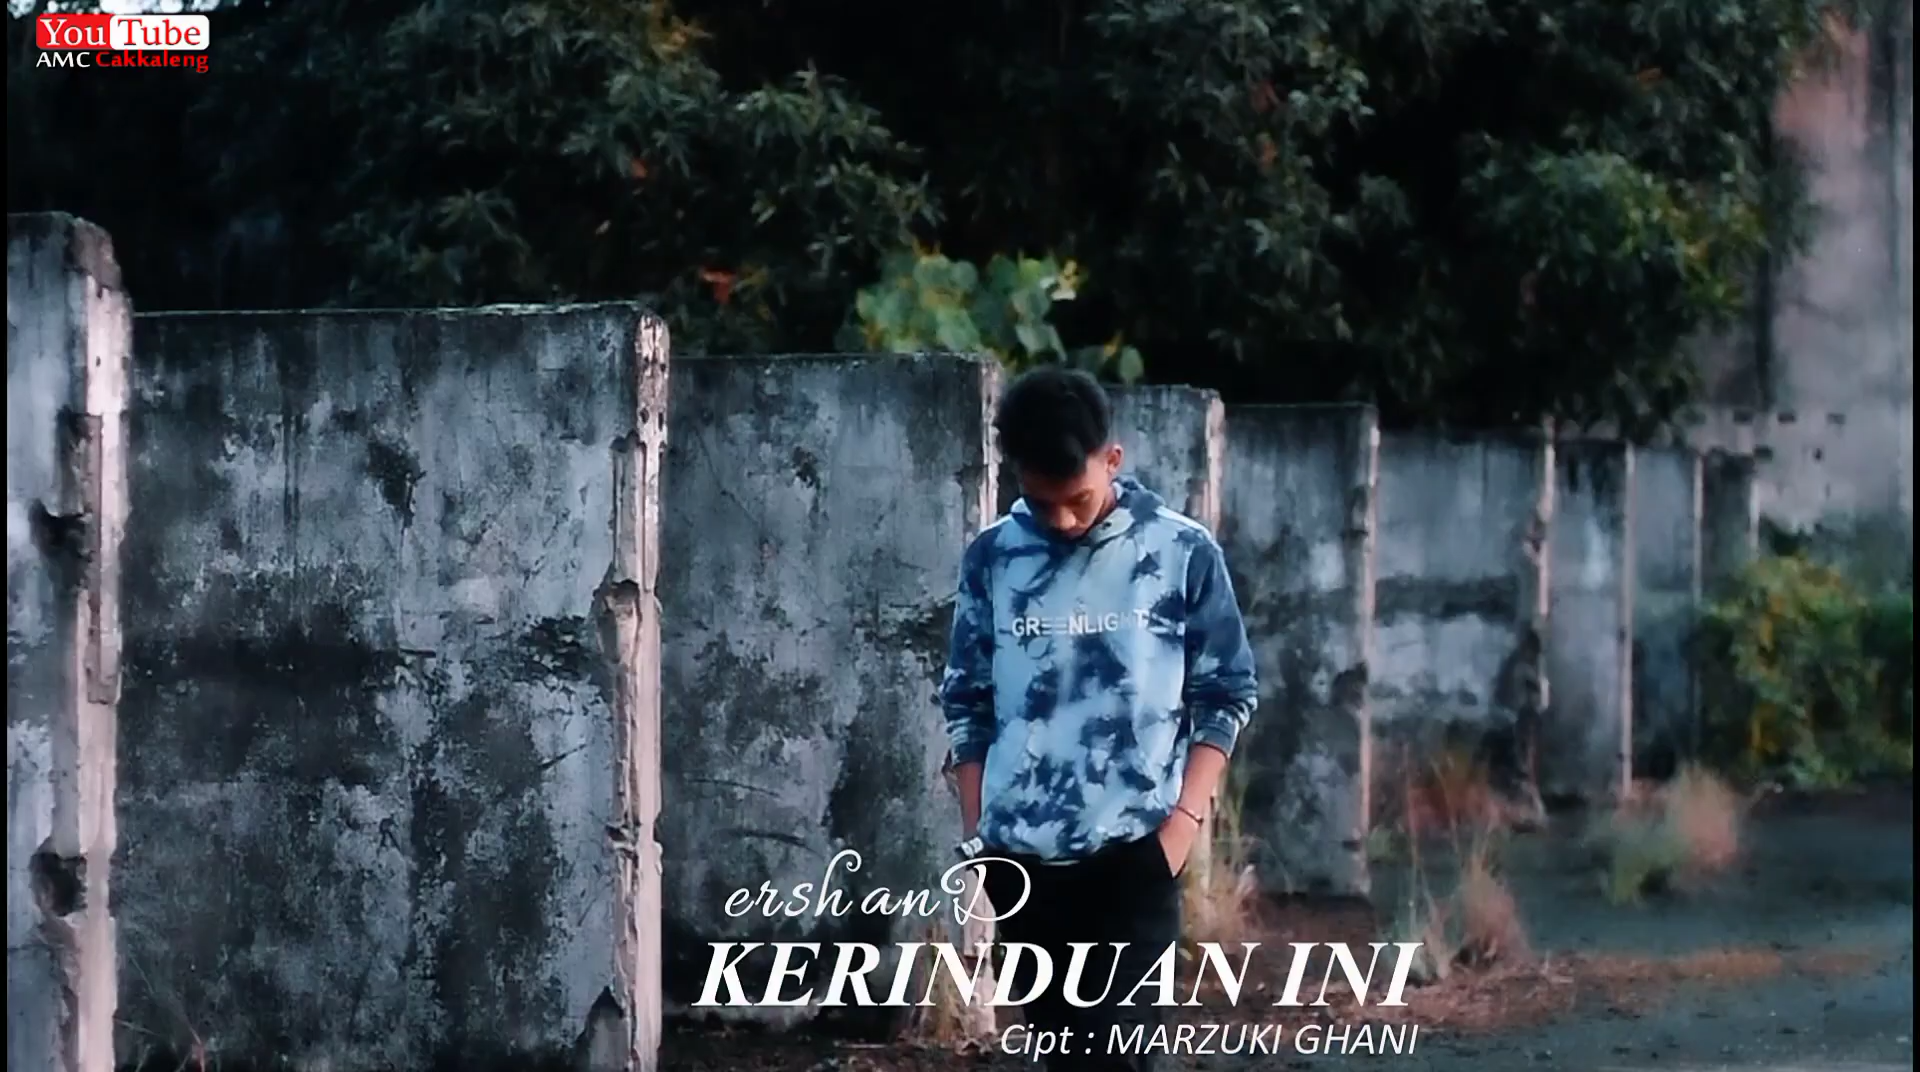 YouTube
AMC Cakkaleng
GREENLIGHT
ershanD
KERINDUAN INI
Cipt : MARZUKI GHANI